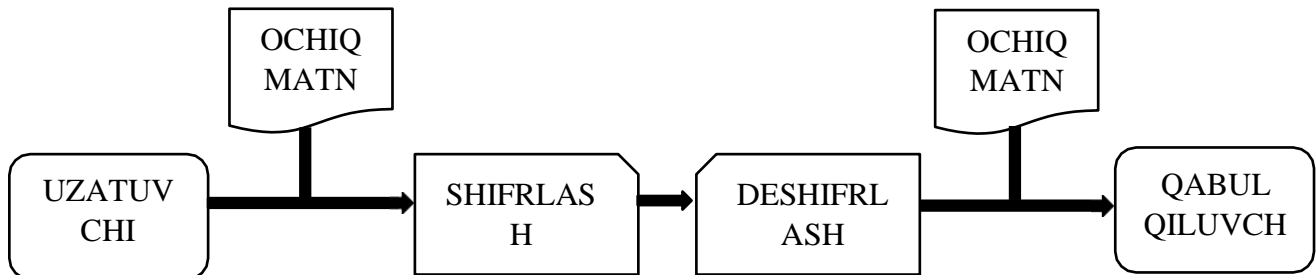 OCHIQ
MATN
OCHIQ
MATN
UZATUV
CHI
SHIFRLAS
H
DESHIFRL
ASH
QABUL
QILUVCH